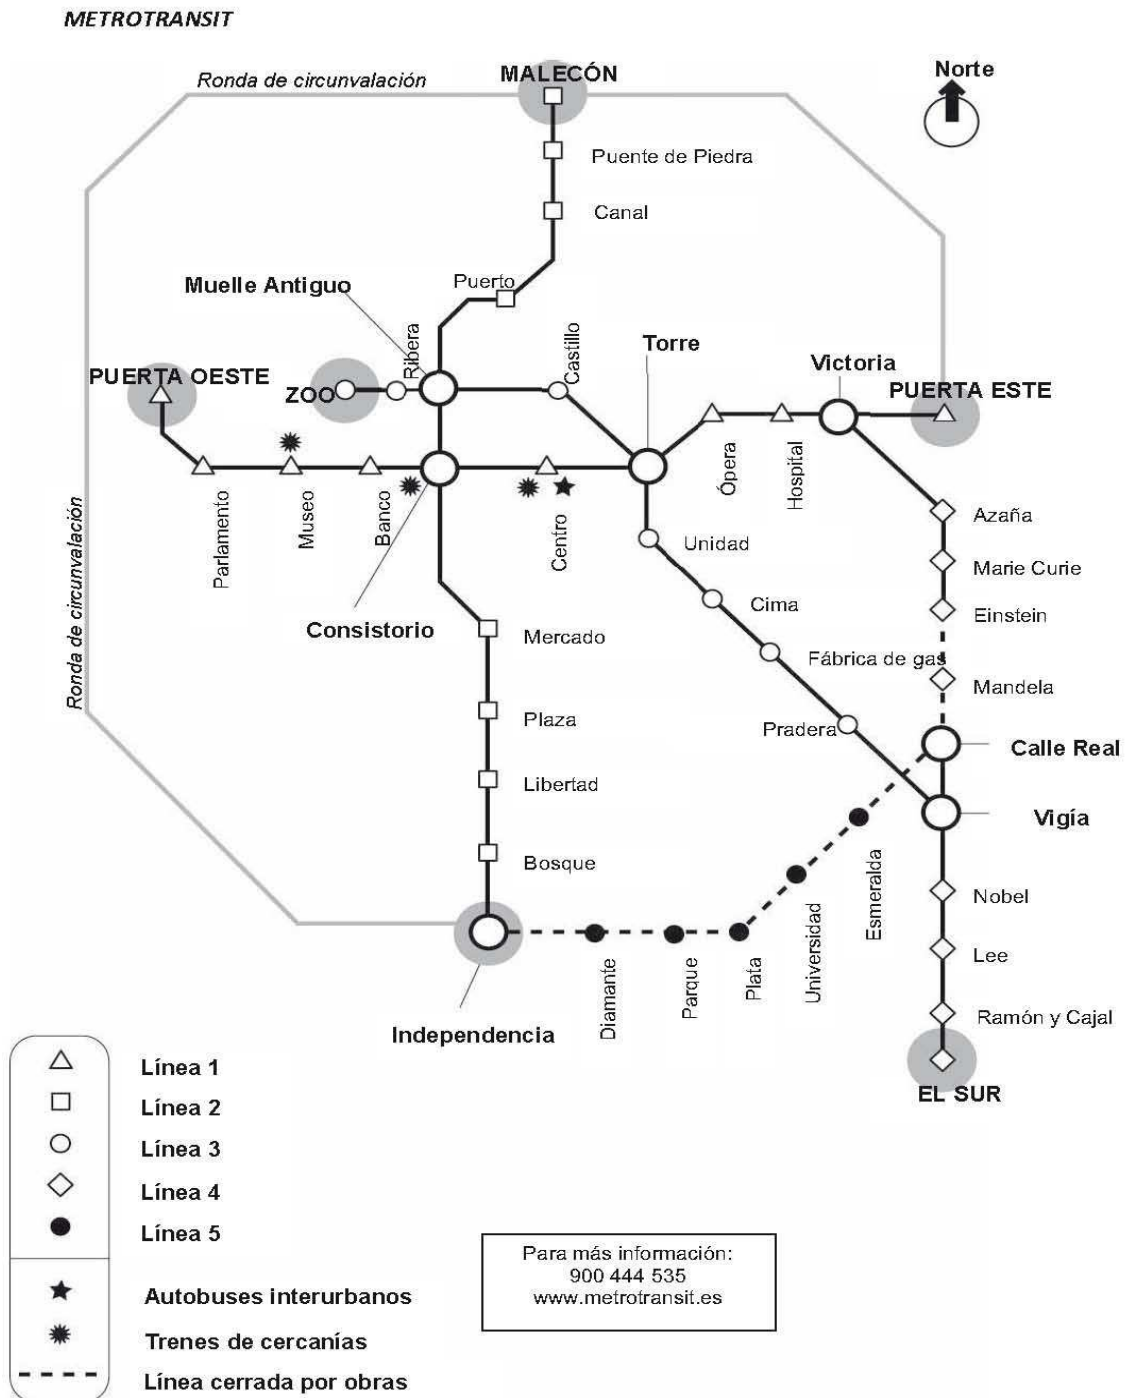 METROTRANSIT
Ronda de circunvalación
MALECÓN
Norte
Puente de Piedra
Canal
Muelle Antiguo
Puerto
Ribera
Castillo
Torre
Victoria
PUERTA OESTE
ZOO
PUERTA ESTE
Parlamento
Museo
Banco
Centro
Ópera
Hospital
Azaña
Unidad
Marie Curie
Cima
Einstein
Ronda de circunvalación
Consistorio
Mercado
Fábrica de gas
Mandela
Plaza
Pradera
Calle Real
Libertad
Vigía
Bosque
Esmeralda
Nobel
Universidad
Lee
Diamante
Parque
Plata
Ramón y Cajal
Independencia
EL SUR
Línea 1
Línea 2
Línea 3
Línea 4
Línea 5
Autobuses interurbanos
Trenes de cercanías
Línea cerrada por obras
Para más información:
900 444 535
www.metrotransit.es